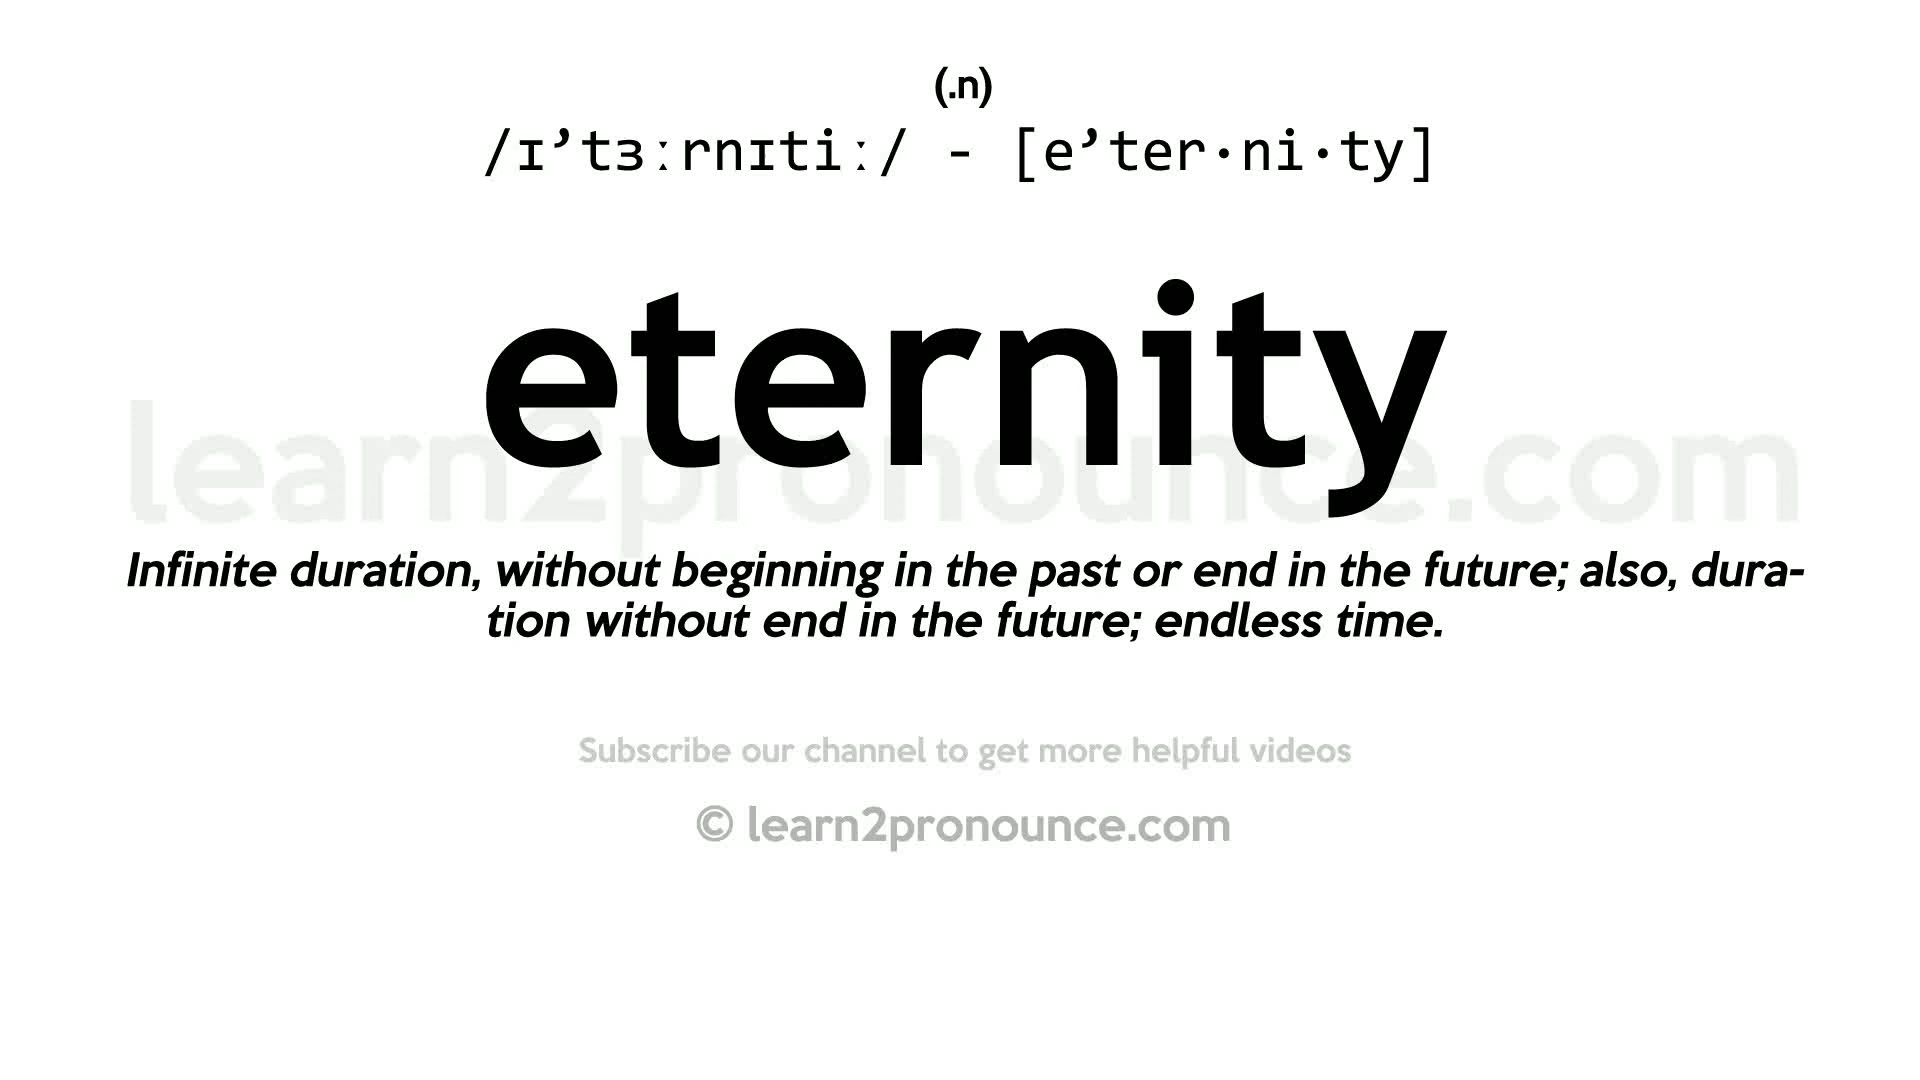 (.n)
/ɪ’tɜːrnɪtiː/ - [e’ter·ni·ty]
eternity
learn2pronounce.com
Infinite duration, without beginning in the past or end in the future; also, dura-
tion without end in the future; endless time.
Subscribe our channel to get more helpful videos
© learn2pronounce.com